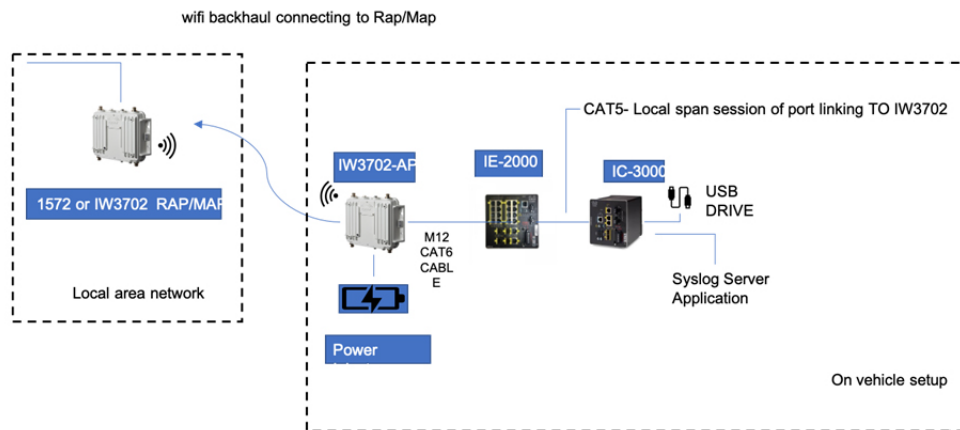 wifi backhaul connecting to Rap/Map
CAT5- Local span session of port linking TO IW3702
IW3702-AP
IE-2000
IC-3000
USB
DRIVE
1572 or IW3702 RAP/MAP
M12
CAT6
CABL
E
Syslog Server
Application
Local area network
Power
On vehicle setup